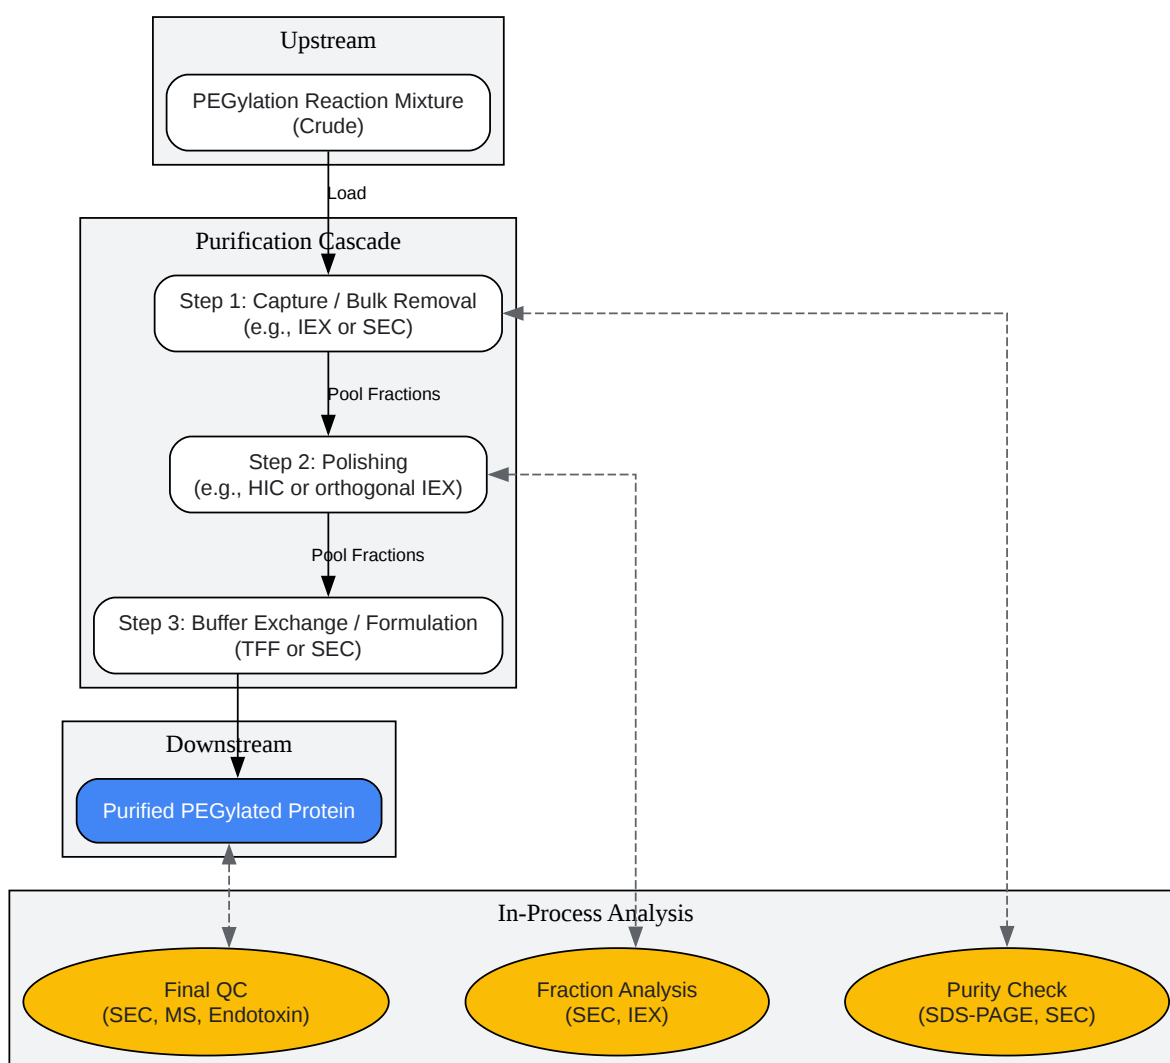 Upstream
PEGylation Reaction Mixture
(Crude)
Load
Purification Cascade
Step 1: Capture / Bulk Removal
(e.g., IEX or SEC)
Pool Fractions
Step 2: Polishing
(e.g., HIC or orthogonal IEX)
Pool Fractions
Step 3: Buffer Exchange / Formulation
(TFF or SEC)
Downstream
Purified PEGylated Protein
In-Process Analysis
Final QC
(SEC, MS, Endotoxin)
Fraction Analysis
(SEC, IEX)
Purity Check
(SDS-PAGE, SEC)